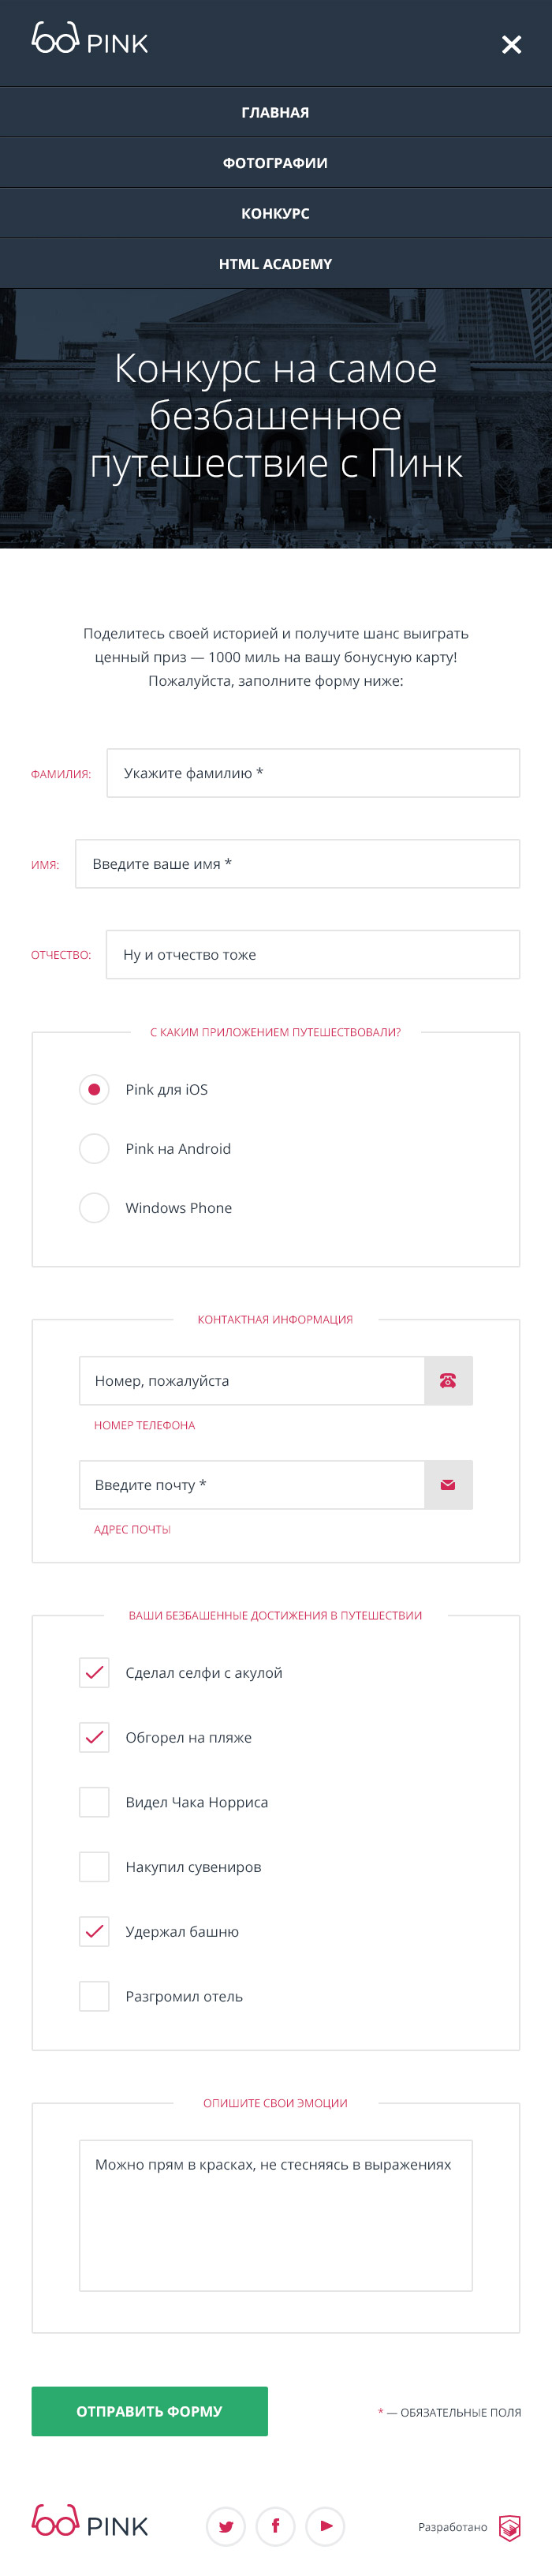 PINK
ГЛАВНАЯ
ФОТОГРАФИИ
КОНКУРС
HTML ACADEMY
Конкурс на самое
безбашенное
путешествие с Пинк
Поделитесь своей историей и получите шанс выиграть
ценный приз — 1000 миль на вашу бонусную карту!
Пожалуйста, заполните форму ниже:
ФАМИЛИЯ:
Укажите фамилию *
ИМЯ:
Введите ваше имя *
ОТЧЕСТВО:
Ну и отчество тоже
С КАКИМ ПРИЛОЖЕНИЕМ ПУТЕШЕСТВОВАЛИ?
Pink для iOS
Pink на Android
Windows Phone
КОНТАКТНАЯ ИНФОРМАЦИЯ
Номер, пожалуйста
НОМЕР ТЕЛЕФОНА
Введите почту *
АДРЕС ПОЧТЫ
ВАШИ БЕЗБАШЕННЫЕ ДОСТИЖЕНИЯ В ПУТЕШЕСТВИИ
Сделал селфи с акулой
Обгорел на пляже
Видел Чака Норриса
Накупил сувениров
Удержал башню
Разгромил отель
ОПИШИТЕ СВОИ ЭМОЦИИ
Можно прям в красках, не стесняясь в выражениях
ОТПРАВИТЬ ФОРМУ
* — ОБЯЗАТЕЛЬНЫЕ ПОЛЯ
PINK
Разработано